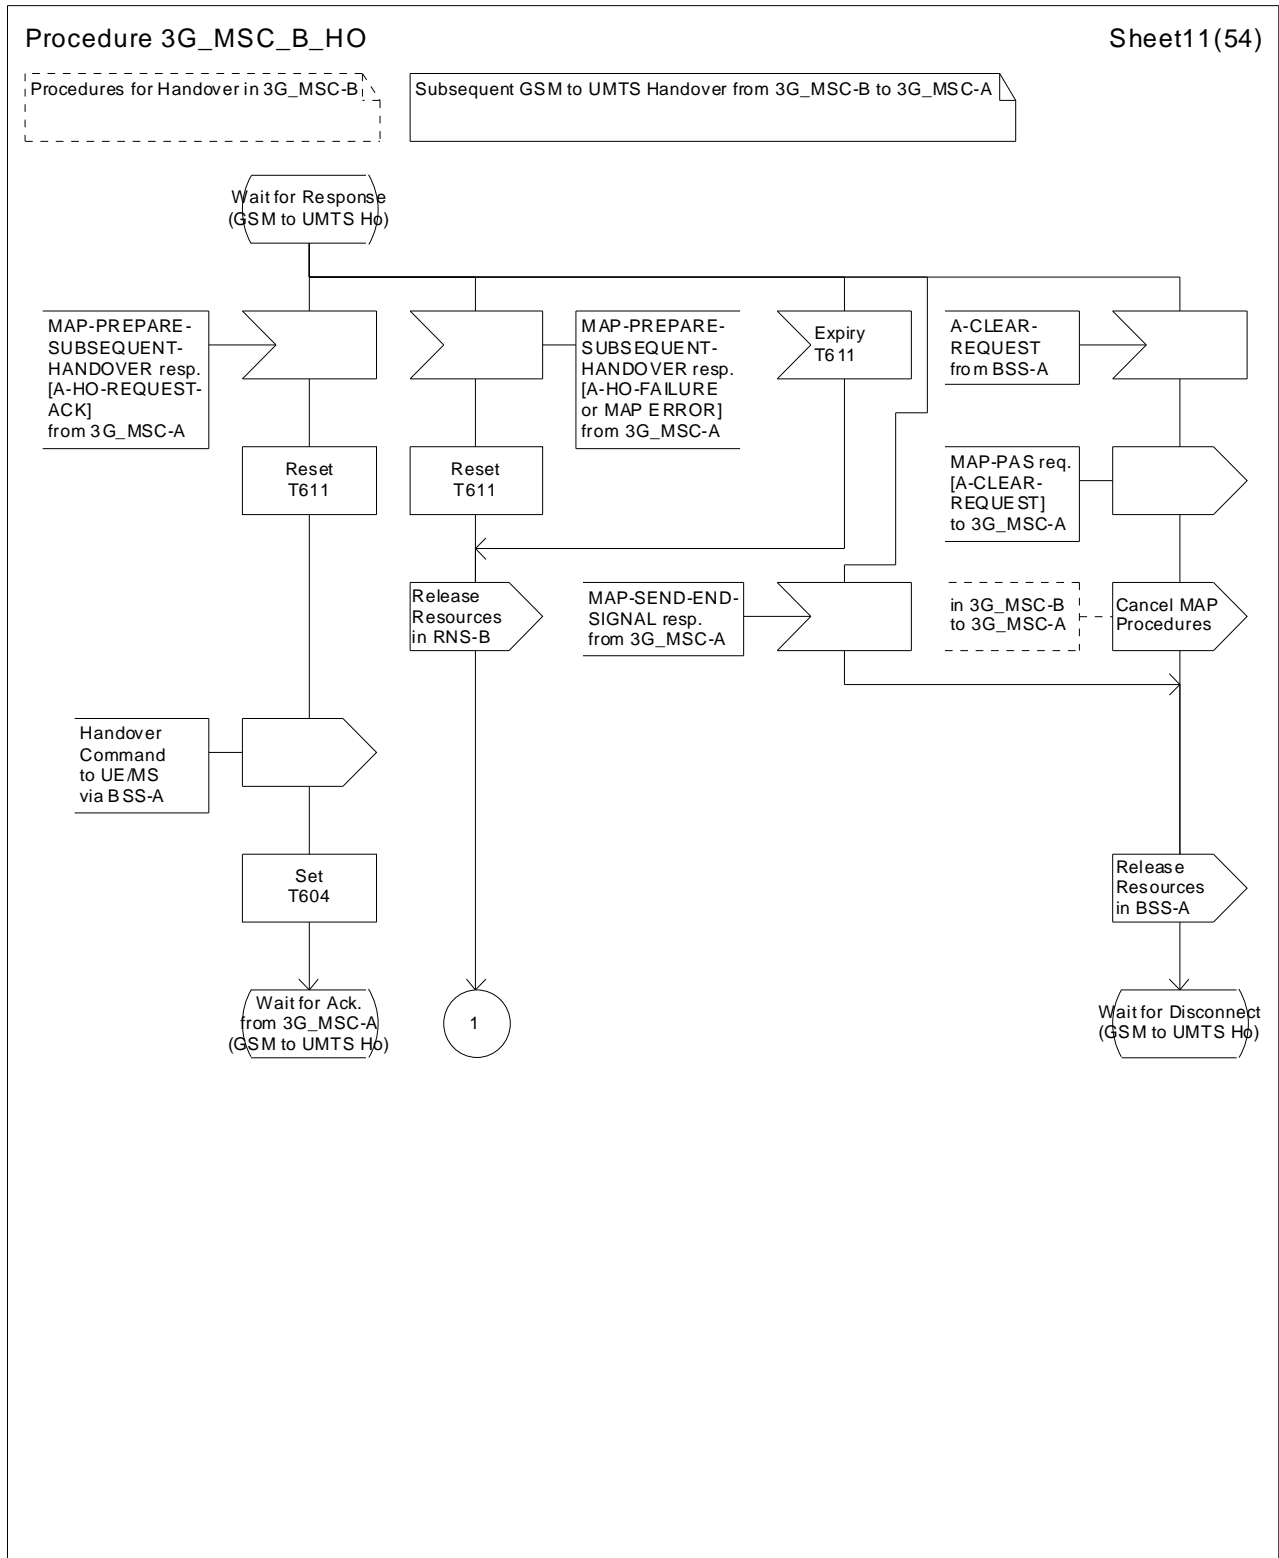 Procedure 3G_MSC_B_HO
Sheet11(54)
Procedures for Handover in 3G_MSC-B
Subsequent GSM to UMTS Handover from 3G_MSC-B to 3G_MSC-A
Wait for Response
(GSM to UMTS Ho)
MAP-PREPARE-
SUBSEQUENT-
HANDOVER resp.
[A-HO-REQUEST-
ACK]
from 3G_MSC-A
MAP-PREPARE-
SUBSEQUENT-
HANDOVER resp.
[A-HO-FAILURE
or MAP ERROR]
from 3G_MSC-A
Expiry
T611
A-CLEAR-
REQUEST
from BSS-A
Reset
T611
Reset
T611
MAP-PAS req.
[A-CLEAR-
REQUEST]
to 3G_MSC-A
Release
Resources
in RNS-B
MAP-SEND-END-
SIGNAL resp.
from 3G_MSC-A
in 3G_MSC-B
to 3G_MSC-A
Cancel MAP
Procedures
Handover
Command
to UE/MS
via BSS-A
Set
T604
Release
Resources
in BSS-A
Wait for Ack.
from 3G_MSC-A
(GSM to UMTS Ho)
1
Wait for Disconnect
(GSM to UMTS Ho)